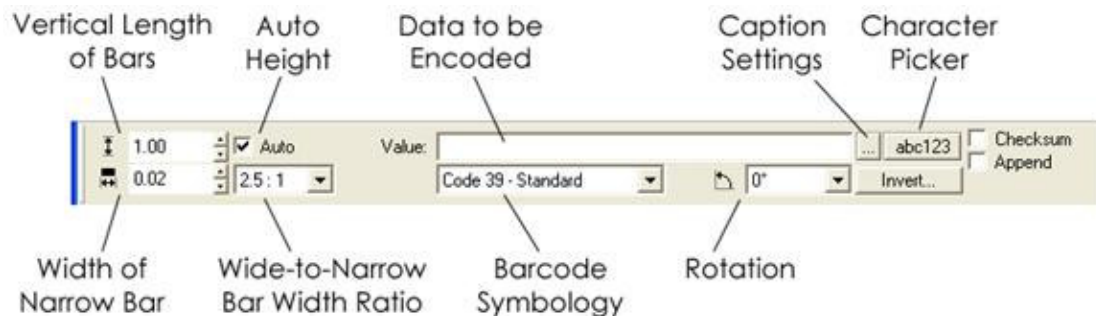 Vertical Length
of Bars
Auto
Height
Data to be
Encoded
Caption
Settings
Character
Picker
1.00
Auto
Value:
...
abc123
Checksum
Append
0.02
2.5 : 1
Code 39 - Standard
0°
Invert...
Width of
Narrow Bar
Wide-to-Narrow
Bar Width Ratio
Barcode
Symbology
Rotation